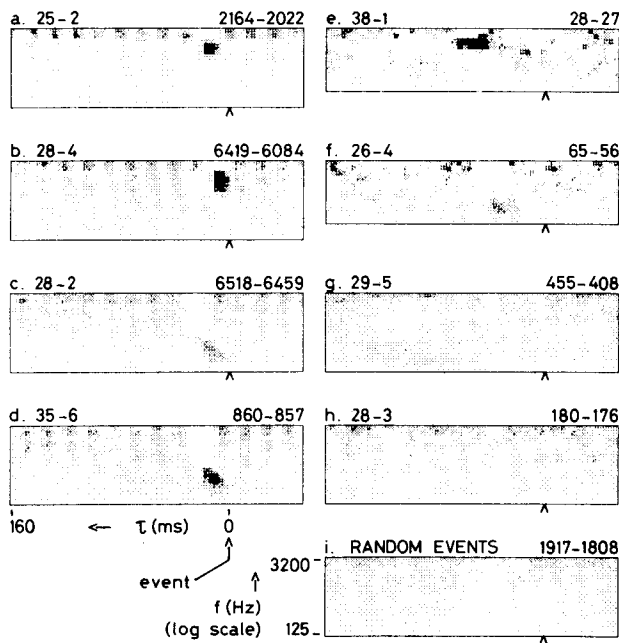 a. 25-2 2164-2022
b. 28-4 6419-6084
c. 28-2 6518-6459
d. 35-6 860-857
160 ← τ (ms) 0
event
e. 38-1 28-27
f. 26-4 65-56
g. 29-5 455-408
h. 28-3 180-176
i. RANDOM EVENTS 1917-1808
3200
↑
f (Hz)
(log scale) 125